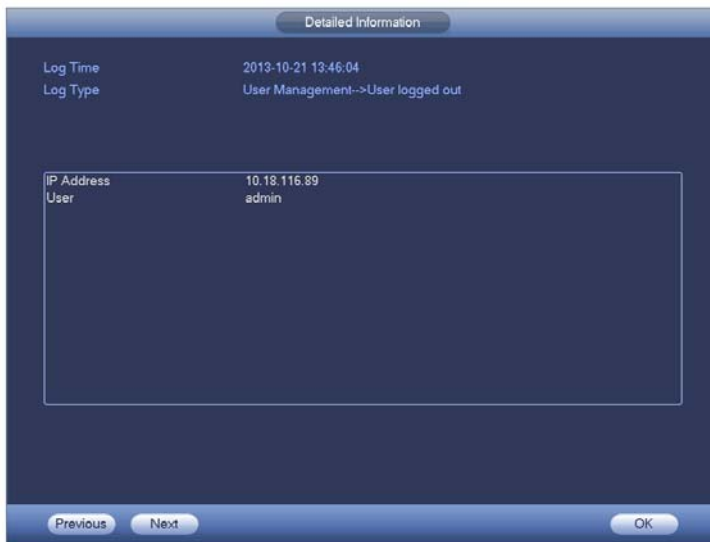 Detailed Information
Log Time 2013-10-21 13:46:04
Log Type User Management-->User logged out
IP Address 10.18.116.89
User admin
Previous Next OK